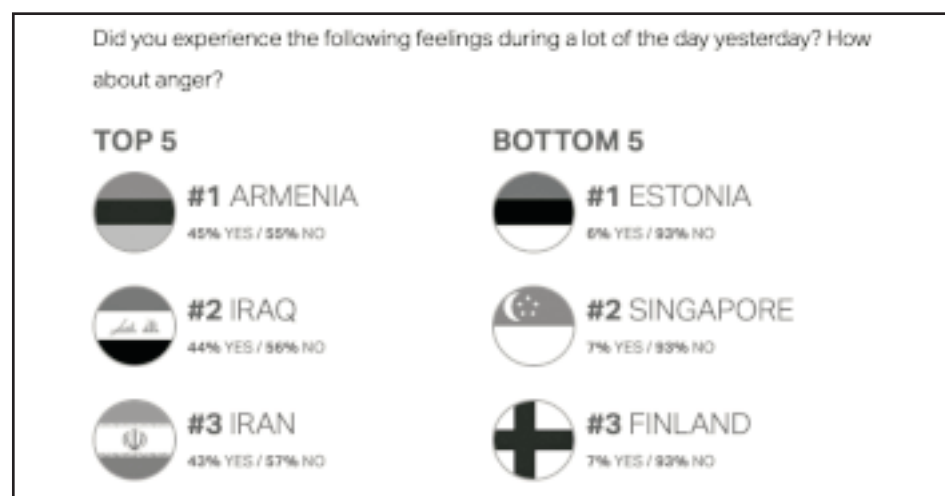 Did you experience the following feelings during a lot of the day yesterday? How
about anger?
TOP 5
#1 ARMENIA
45% YES / 55% NO
#2 IRAQ
44% YES / 56% NO
#3 IRAN
43% YES / 57% NO
BOTTOM 5
#1 ESTONIA
6% YES / 93% NO
#2 SINGAPORE
7% YES / 93% NO
#3 FINLAND
7% YES / 93% NO